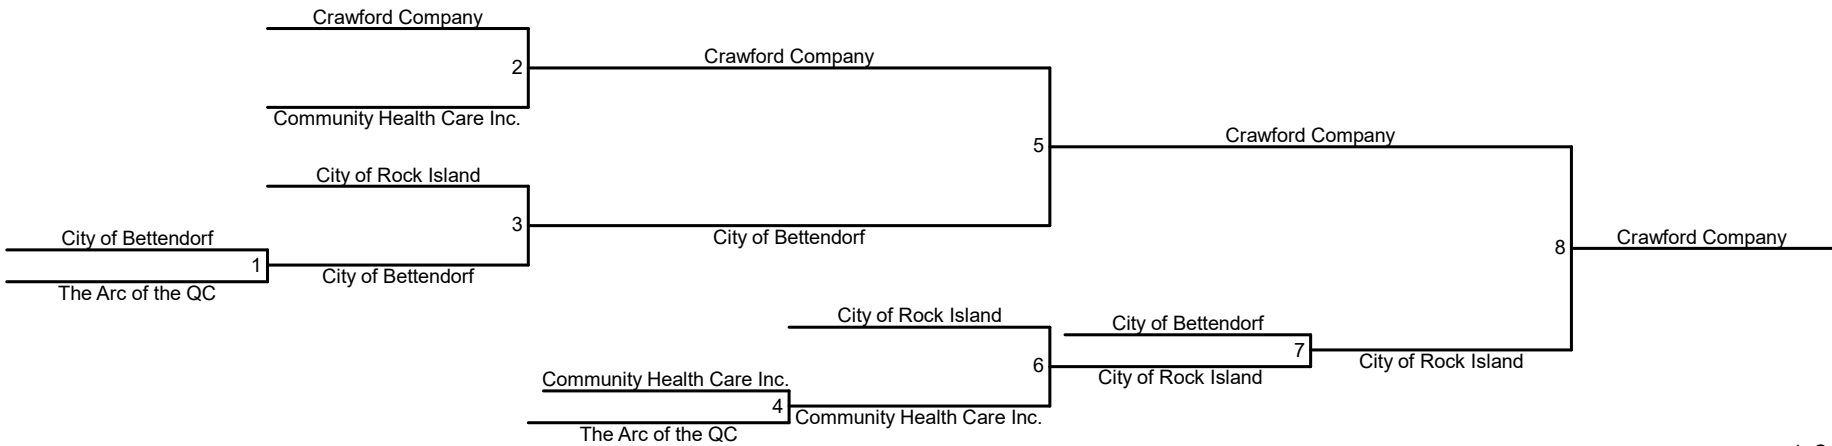 Crawford Company
2
Crawford Company
Community Health Care Inc.
5
Crawford Company
City of Rock Island
3
City of Bettendorf
City of Bettendorf
1
City of Bettendorf
The Arc of the QC
8
Crawford Company
City of Rock Island
City of Bettendorf
7
City of Rock Island
6
City of Rock Island
Community Health Care Inc.
4
Community Health Care Inc.
The Arc of the QC